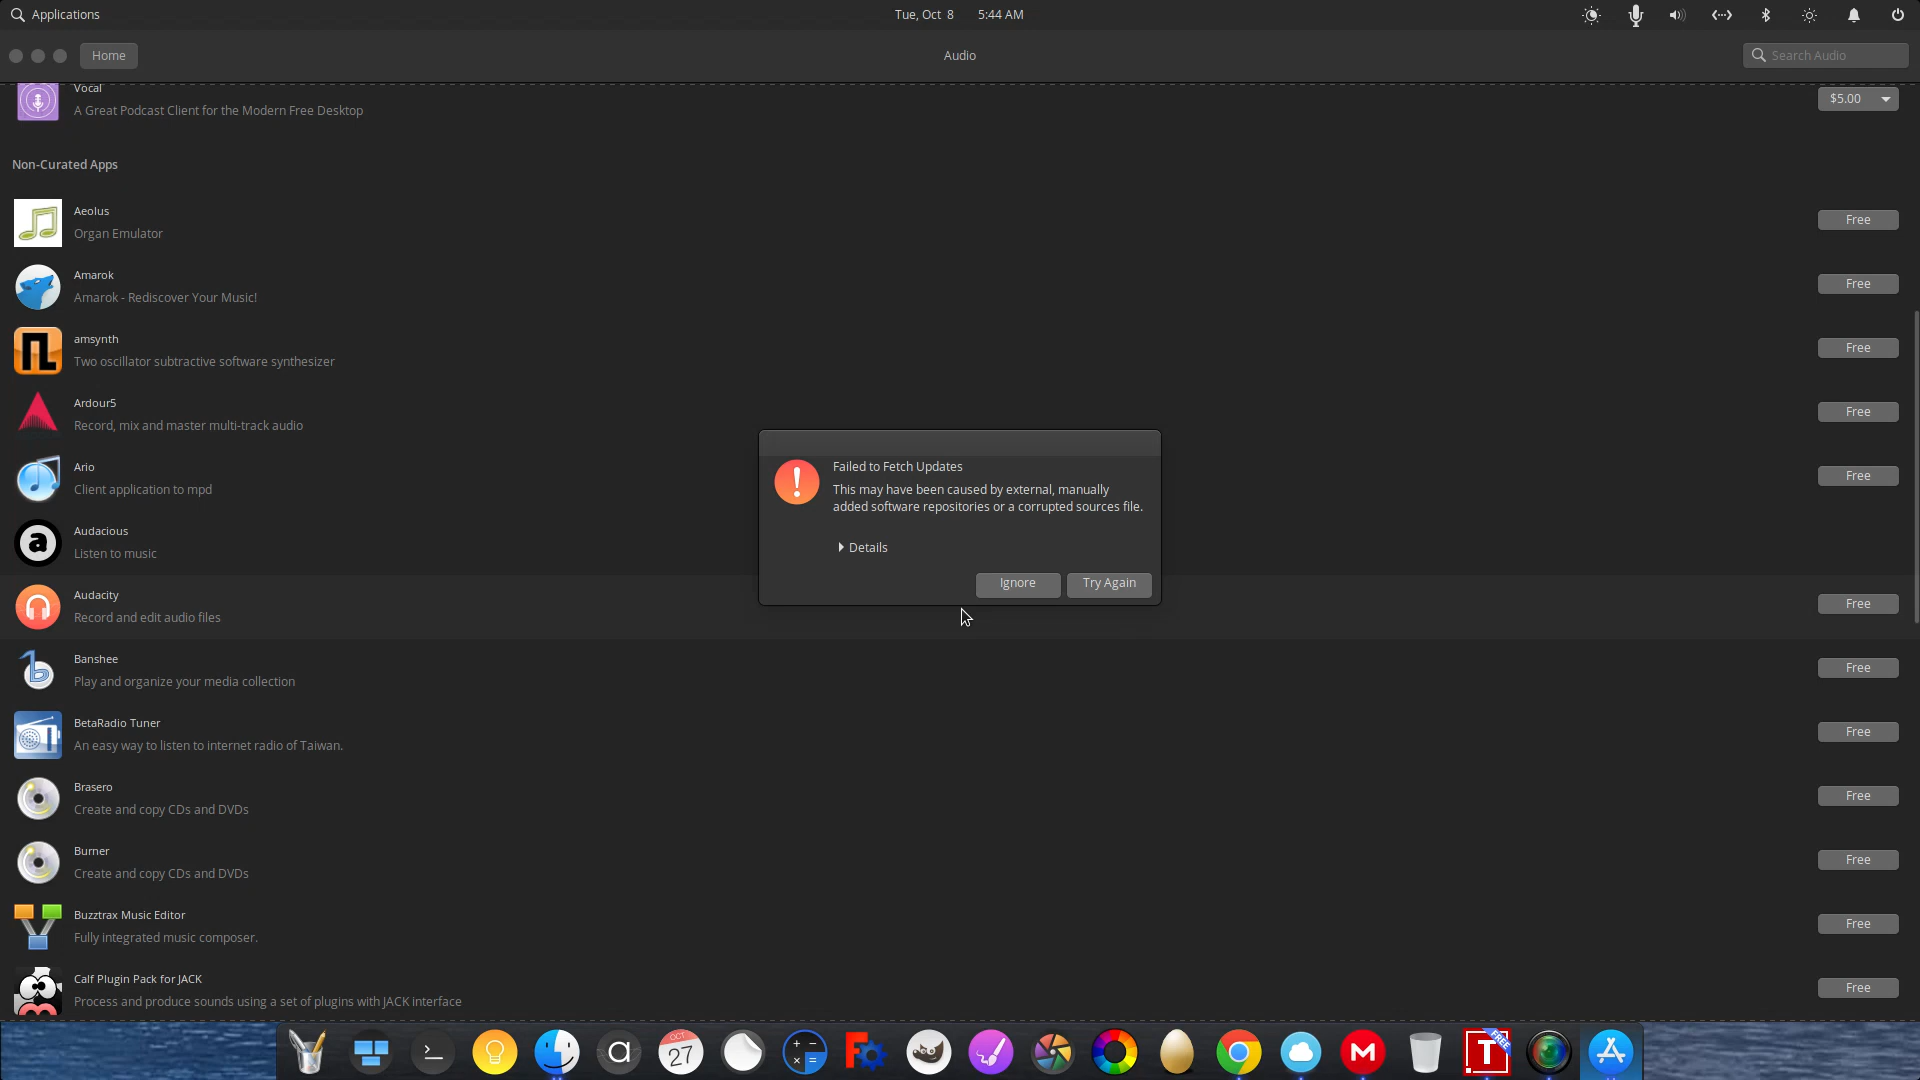 Applications
Tue, Oct 8 5:44 AM
Home
Audio
Search Audio
Vocal
A Great Podcast Client for the Modern Free Desktop
$5.00
Non-Curated Apps
Aeolus
Organ Emulator
Free
Amarok
Amarok - Rediscover Your Music!
Free
amsynth
Two oscillator subtractive software synthesizer
Free
Ardour5
Record, mix and master multi-track audio
Free
Ario
Client application to mpd
Free
Audacious
Listen to music
Audacity
Record and edit audio files
Free
Banshee
Play and organize your media collection
Free
BetaRadio Tuner
An easy way to listen to internet radio of Taiwan.
Free
Brasero
Create and copy CDs and DVDs
Free
Burner
Create and copy CDs and DVDs
Free
Buzztrax Music Editor
Fully integrated music composer.
Free
Calf Plugin Pack for JACK
Process and produce sounds using a set of plugins with JACK interface
Free
Failed to Fetch Updates
This may have been caused by external, manually
added software repositories or a corrupted sources file.
Details
Ignore
Try Again
a
OCT
27
M
T
FREE